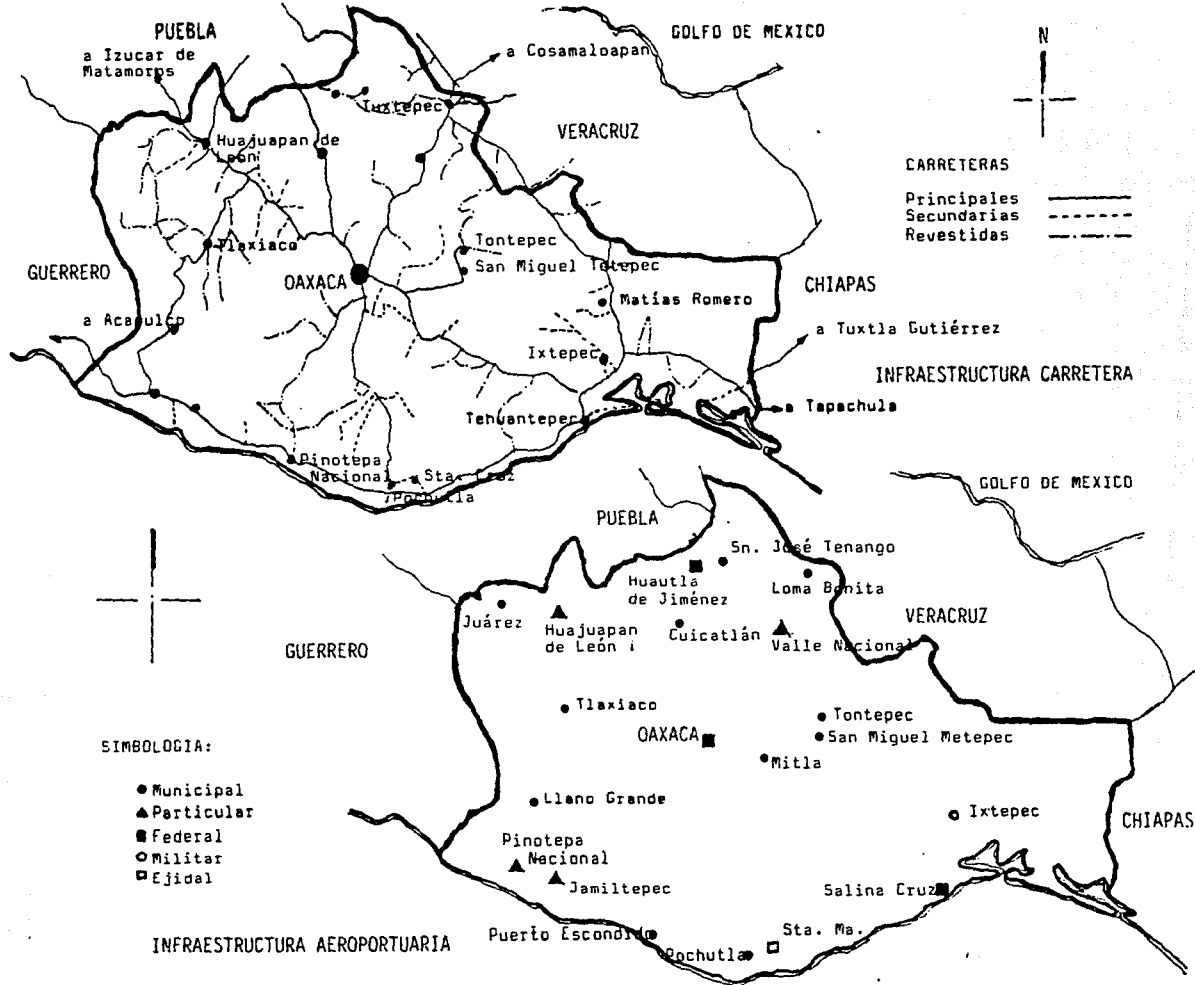 PUEBLA
GOLFO DE MEXICO
N
a Izucar de
Matamoros
a Cosamaloapan
Tuxtepec
VERACRUZ
Huajuapan de
León
CARRETERAS
Principales
Secundarias
Revestidas
Tlaxiaco
Tontepec
San Miguel Tétepec
GUERRERO
OAXACA
CHIAPAS
Matías Romero
a Acapulco
a Tuxtla Gutiérrez
Ixtepec
INFRAESTRUCTURA CARRETERA
a Tapachula
Tehuantepec
Pinotepa
Nacional
Sta. Cruz
Pochutla
GOLFO DE MEXICO
PUEBLA
Sn. José Tenango
Huautla
de Jiménez
Loma Bonita
VERACRUZ
Juárez
Huajuapan
de León
Cuicatlán
Valle Nacional
GUERRERO
Tlaxiaco
Tontepec
OAXACA
San Miguel Metepec
Mitla
SIMBOLOGIA:
Municipal
Particular
Federal
Militar
Ejidal
Llano Grande
Ixtepec
CHIAPAS
Pinotepa
Nacional
Jamiltepec
Salina Cruz
INFRAESTRUCTURA AEROPORTUARIA
Puerto Escondido
Sta. Ma.
Pochutla